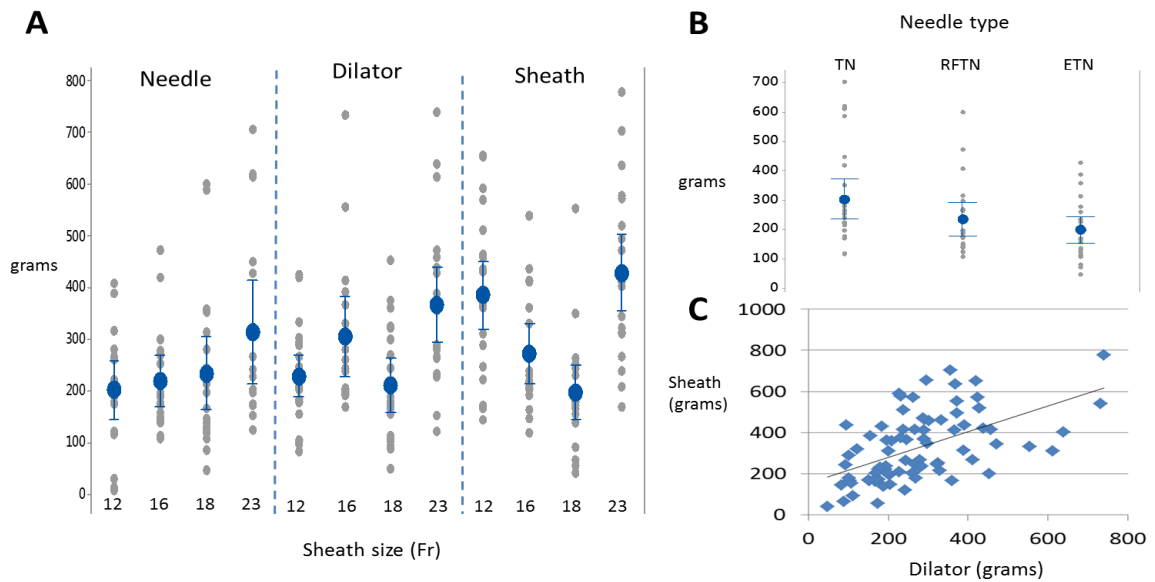 A
Needle
Dilator
Sheath
800
700
600
500
400
300
200
100
0
grams
12 16 18 23 12 16 18 23 12 16 18 23
Sheath size (Fr)
B
Needle type
TN RFTN ETN
700
600
500
400
300
200
100
0
grams
C
1000
800
600
400
200
0
Sheath
(grams)
0 200 400 600 800
Dilator (grams)